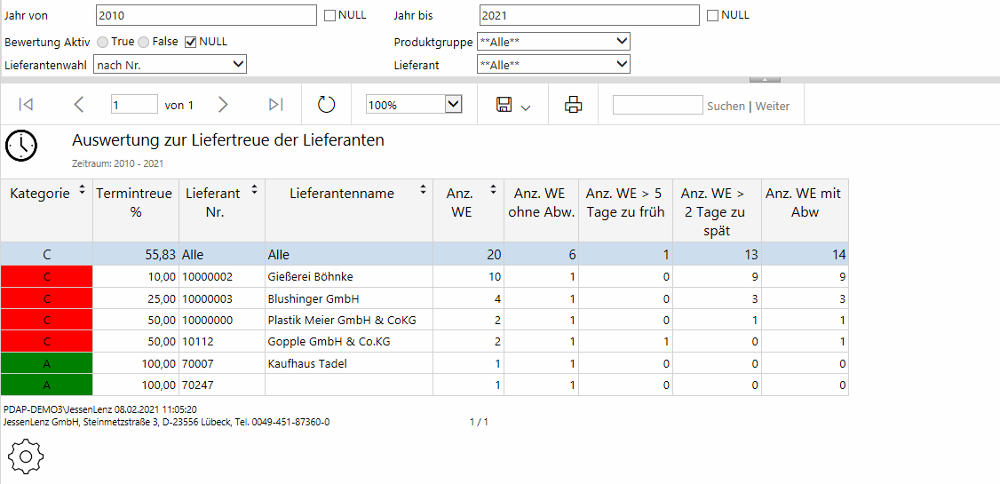 Jahr von 2010 NULL Jahr bis 2021 NULL
Bewertung Aktiv True False NULL Produktgruppe **Alle**
Lieferantenwahl nach Nr. Lieferant **Alle**
1 von 1 100% Suchen | Weiter
Auswertung zur Liefertreue der Lieferanten
Zeitraum: 2010 - 2021
Kategorie Termintreue % Lieferant Nr. Lieferantenname Anz. WE Anz. WE ohne Abw. Anz. WE > 5 Tage zu früh Anz. WE > 2 Tage zu spät Anz. WE mit Abw
C 55,83 Alle Alle 20 6 1 13 14
C 10,00 10000002 Gießerei Böhnke 10 1 0 9 9
C 25,00 10000003 Blushinger GmbH 4 1 0 3 3
C 50,00 10000000 Plastik Meier GmbH & CoKG 2 1 0 1 1
C 50,00 10112 Gopple GmbH & Co.KG 2 1 1 0 1
A 100,00 70007 Kaufhaus Tadel 1 1 0 0 0
A 100,00 70247 1 1 0 0 0
PDAP-DEMO3\JessenLenz 08.02.2021 11:05:20
JessenLenz GmbH, Steinmetzstraße 3, D-23556 Lübeck, Tel. 0049-451-87360-0 1 / 1